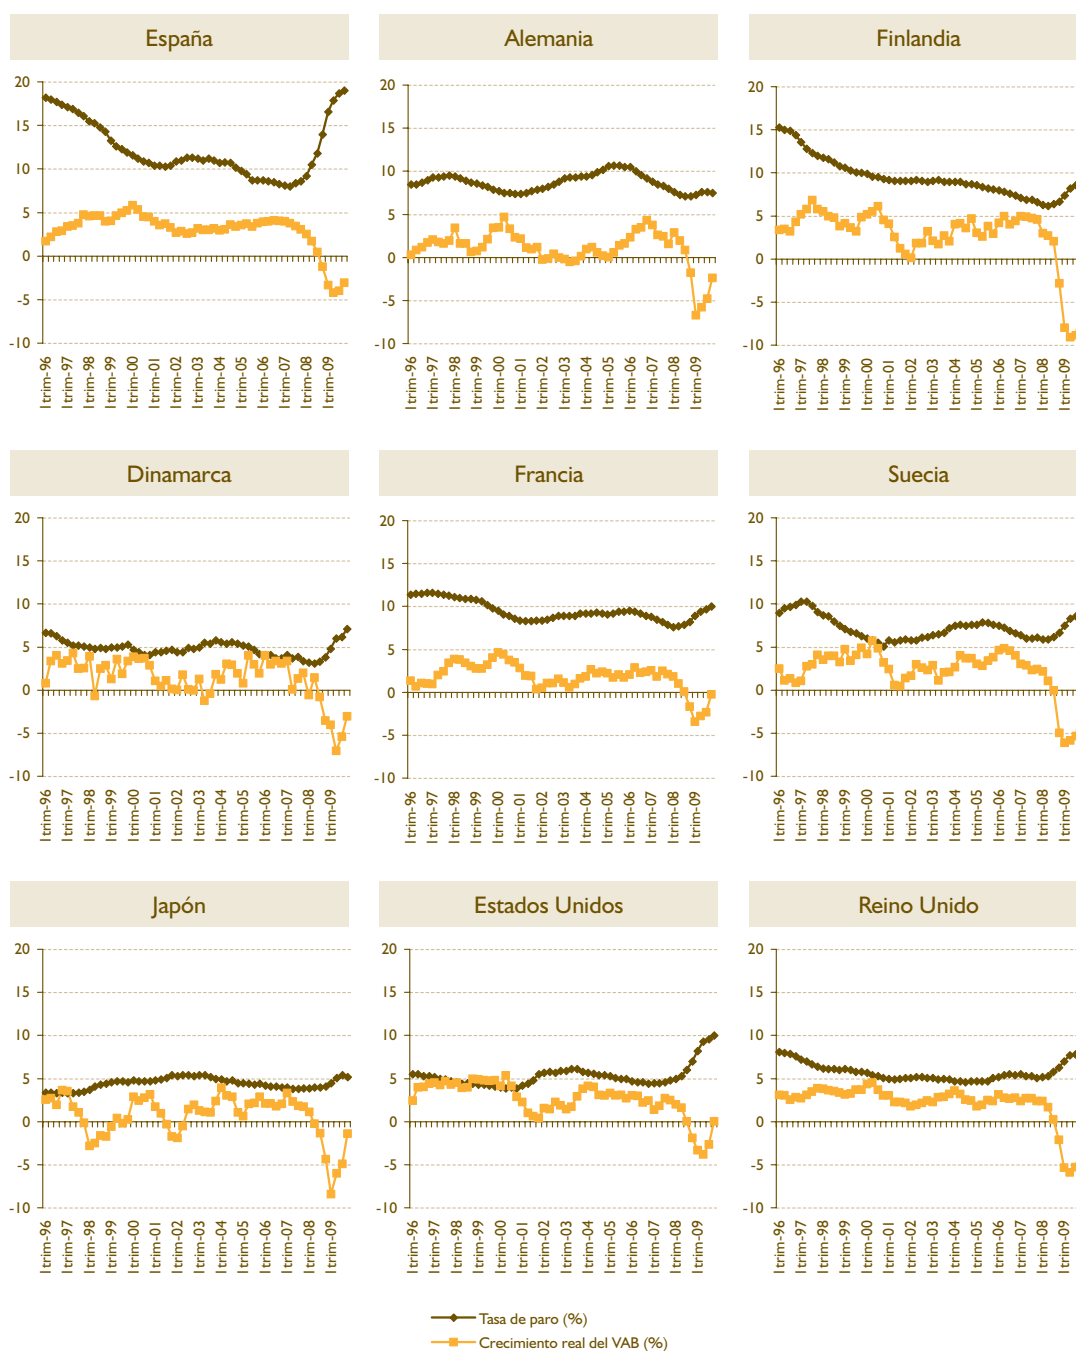 España
Alemania
Finlandia
20
15
10
5
0
-5
-10
I trim-96
I trim-97
I trim-98
I trim-99
I trim-00
I trim-01
I trim-02
I trim-03
I trim-04
I trim-05
I trim-06
I trim-07
I trim-08
I trim-09
20
15
10
5
0
-5
-10
I trim-96
I trim-97
I trim-98
I trim-99
I trim-00
I trim-01
I trim-02
I trim-03
I trim-04
I trim-05
I trim-06
I trim-07
I trim-08
I trim-09
20
15
10
5
0
-5
-10
I trim-96
I trim-97
I trim-98
I trim-99
I trim-00
I trim-01
I trim-02
I trim-03
I trim-04
I trim-05
I trim-06
I trim-07
I trim-08
I trim-09
Dinamarca
Francia
Suecia
20
15
10
5
0
-5
-10
I trim-96
I trim-97
I trim-98
I trim-99
I trim-00
I trim-01
I trim-02
I trim-03
I trim-04
I trim-05
I trim-06
I trim-07
I trim-08
I trim-09
20
15
10
5
0
-5
-10
I trim-96
I trim-97
I trim-98
I trim-99
I trim-00
I trim-01
I trim-02
I trim-03
I trim-04
I trim-05
I trim-06
I trim-07
I trim-08
I trim-09
20
15
10
5
0
-5
-10
I trim-96
I trim-97
I trim-98
I trim-99
I trim-00
I trim-01
I trim-02
I trim-03
I trim-04
I trim-05
I trim-06
I trim-07
I trim-08
I trim-09
Japón
Estados Unidos
Reino Unido
20
15
10
5
0
-5
-10
I trim-96
I trim-97
I trim-98
I trim-99
I trim-00
I trim-01
I trim-02
I trim-03
I trim-04
I trim-05
I trim-06
I trim-07
I trim-08
I trim-09
20
15
10
5
0
-5
-10
I trim-96
I trim-97
I trim-98
I trim-99
I trim-00
I trim-01
I trim-02
I trim-03
I trim-04
I trim-05
I trim-06
I trim-07
I trim-08
I trim-09
20
15
10
5
0
-5
-10
I trim-96
I trim-97
I trim-98
I trim-99
I trim-00
I trim-01
I trim-02
I trim-03
I trim-04
I trim-05
I trim-06
I trim-07
I trim-08
I trim-09
Tasa de paro (%)
Crecimiento real del VAB (%)